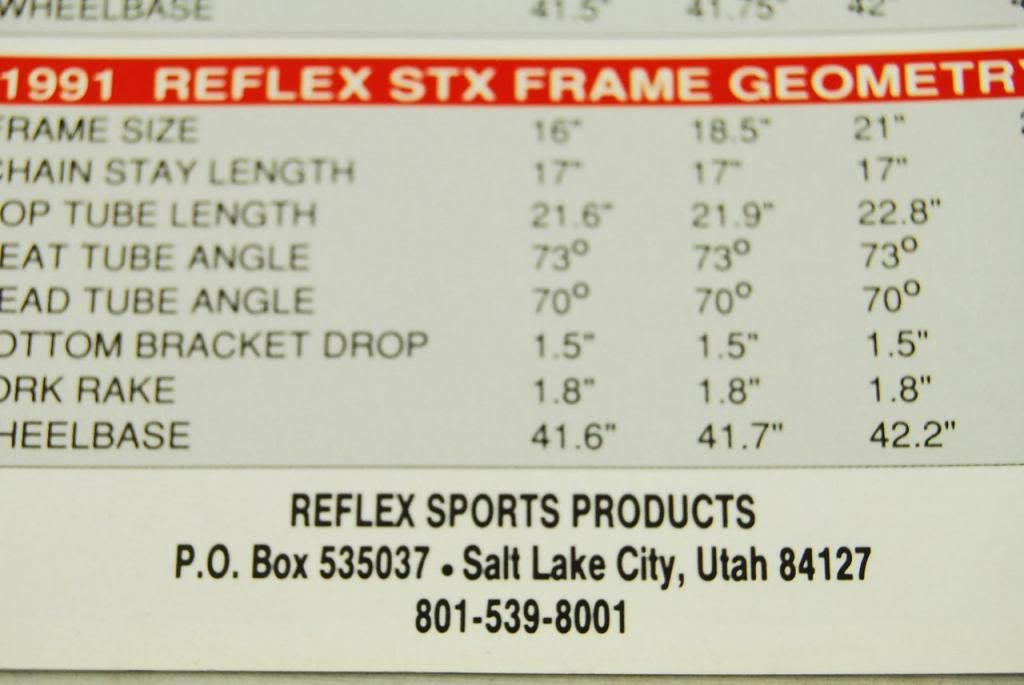 WHEELBASE 41.5" 41.75" 42"
1991 REFLEX STX FRAME GEOMETRY
FRAME SIZE 16" 18.5" 21"
CHAIN STAY LENGTH 17" 17" 17"
OP TUBE LENGTH 21.6" 21.9" 22.8"
EAT TUBE ANGLE 73° 73° 73°
EAD TUBE ANGLE 70° 70° 70°
OTTOM BRACKET DROP 1.5" 1.5" 1.5"
ORK RAKE 1.8" 1.8" 1.8"
HEELBASE 41.6" 41.7" 42.2"
REFLEX SPORTS PRODUCTS
P.O. Box 535037 • Salt Lake City, Utah 84127
801-539-8001